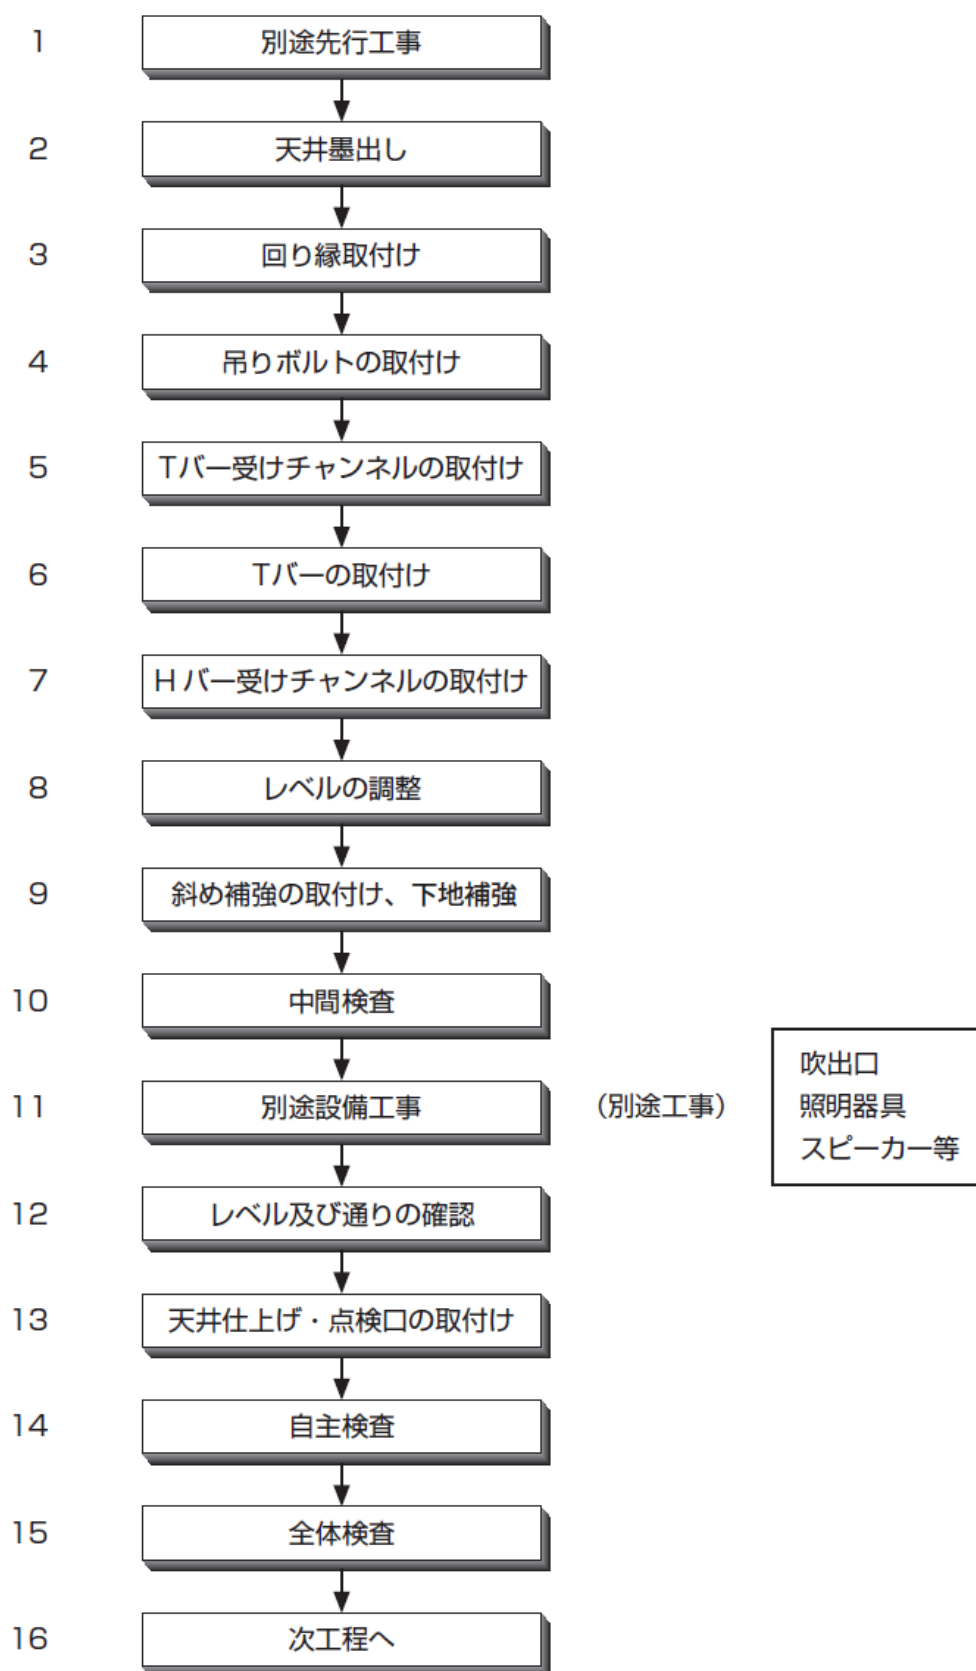 1 別途先行工事
2 天井墨出し
3 回り縁取付け
4 吊りボルトの取付け
5 Tバー受けチャンネルの取付け
6 Tバーの取付け
7 Hバー受けチャンネルの取付け
8 レベルの調整
9 斜め補強の取付け、下地補強
10 中間検査
11 別途設備工事 （別途工事）
吹出口
照明器具
スピーカー等
12 レベル及び通りの確認
13 天井仕上げ・点検口の取付け
14 自主検査
15 全体検査
16 次工程へ